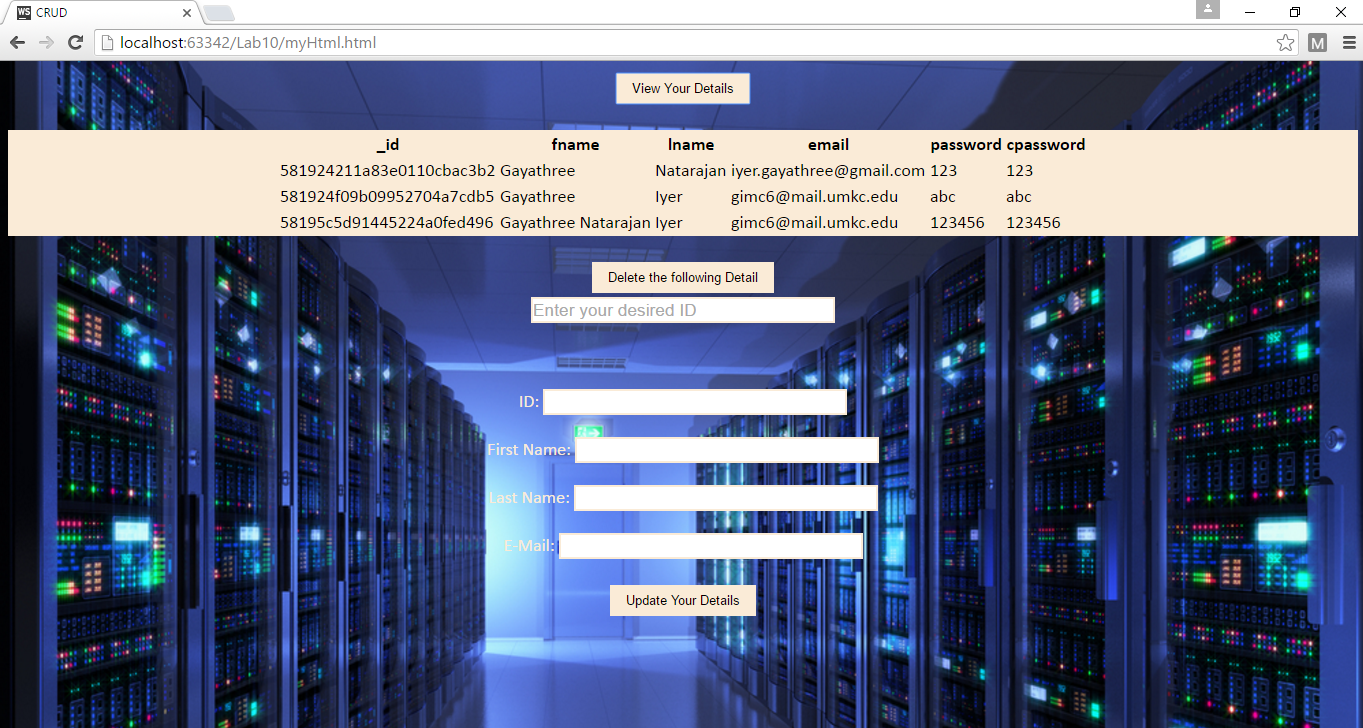 WS CRUD
localhost:63342/Lab10/myHtml.html
M
View Your Details
_id fname lname email password cpassword
581924211a83e0110cbac3b2 Gayathree Natarajan iyer.gayathree@gmail.com 123 123
581924f09b09952704a7cdb5 Gayathree Iyer gimc6@mail.umkc.edu abc abc
58195c5d91445224a0fed496 Gayathree Natarajan Iyer gimc6@mail.umkc.edu 123456 123456
Delete the following Detail
Enter your desired ID
ID:
First Name:
Last Name:
E-Mail:
Update Your Details